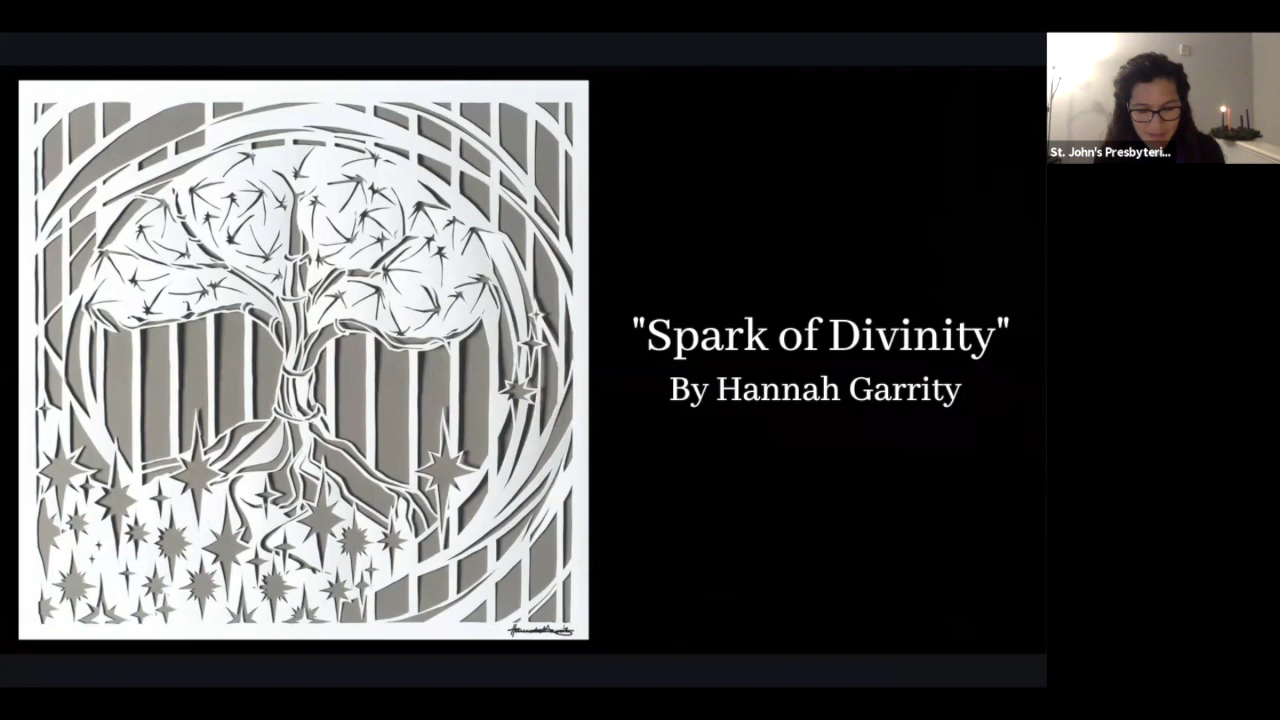 "Spark of Divinity"
By Hannah Garrity
St. John's Presbyteri...